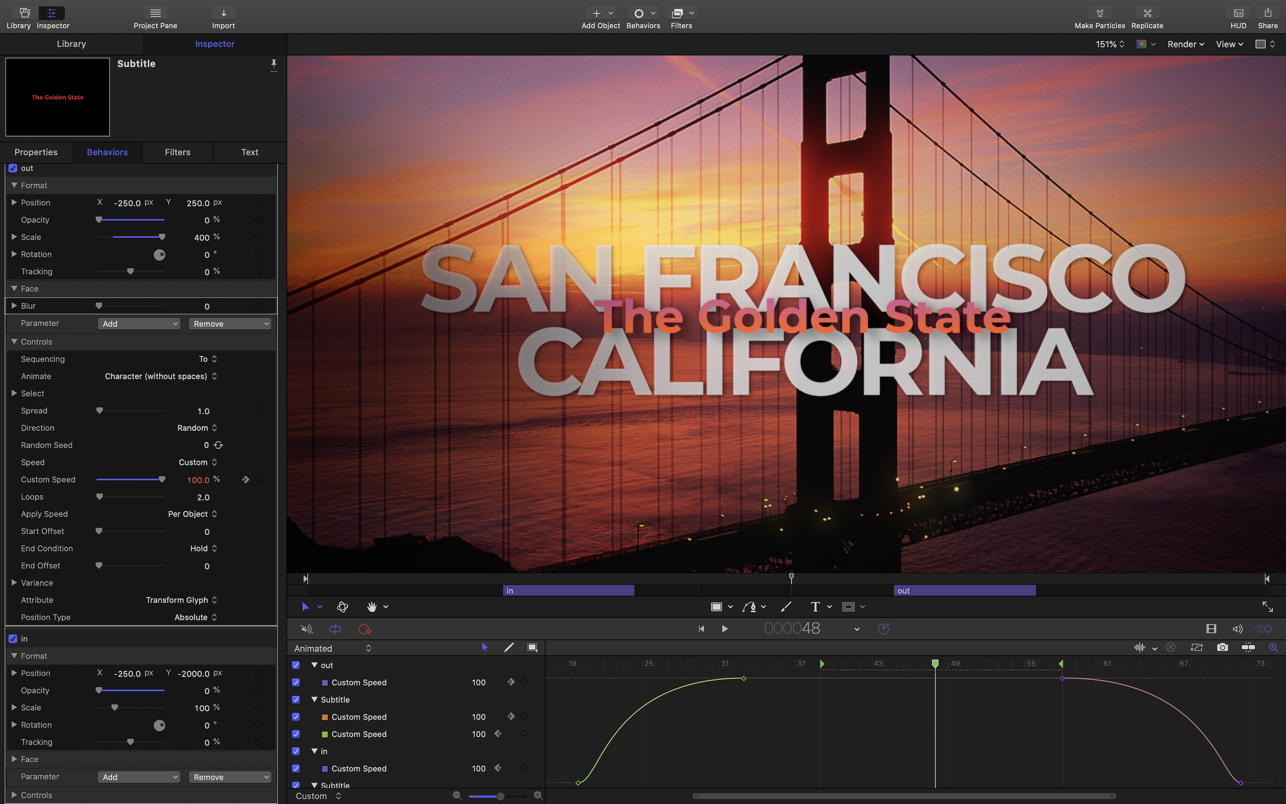 Library Inspector Project Pane Import Add Object Behaviors Filters Make Particles Replicate HUD Share
Library Inspector 151% Render View
Subtitle
The Golden State
Properties Behaviors Filters Text
out
Format
Position X -250.0 px Y 250.0 px
Opacity 0 %
Scale 400 %
Rotation 0 °
Tracking 0 %
Face
Blur 0
Parameter Add Remove
Controls
Sequencing To
Animate Character (without spaces)
Select
Spread 1.0
Direction Random
Random Seed 0
Speed Custom
Custom Speed 100.0 %
Loops 2.0
Apply Speed Per Object
Start Offset 0
End Condition Hold
End Offset 0
Variance
Attribute Transform Glyph
Position Type Absolute
in
Format
Position X -250.0 px Y -2000.0 px
Opacity 0 %
Scale 100 %
Rotation 0 °
Tracking 0 %
Face
Parameter Add Remove
Controls
SAN FRANCISCO
The Golden State
CALIFORNIA
in out
T
000048
Animated
19 25 31 37 43 49 55 61 67 73
out
Custom Speed 100
Subtitle
Custom Speed 100
Custom Speed 100
in
Custom Speed 100
Subtitle
Custom